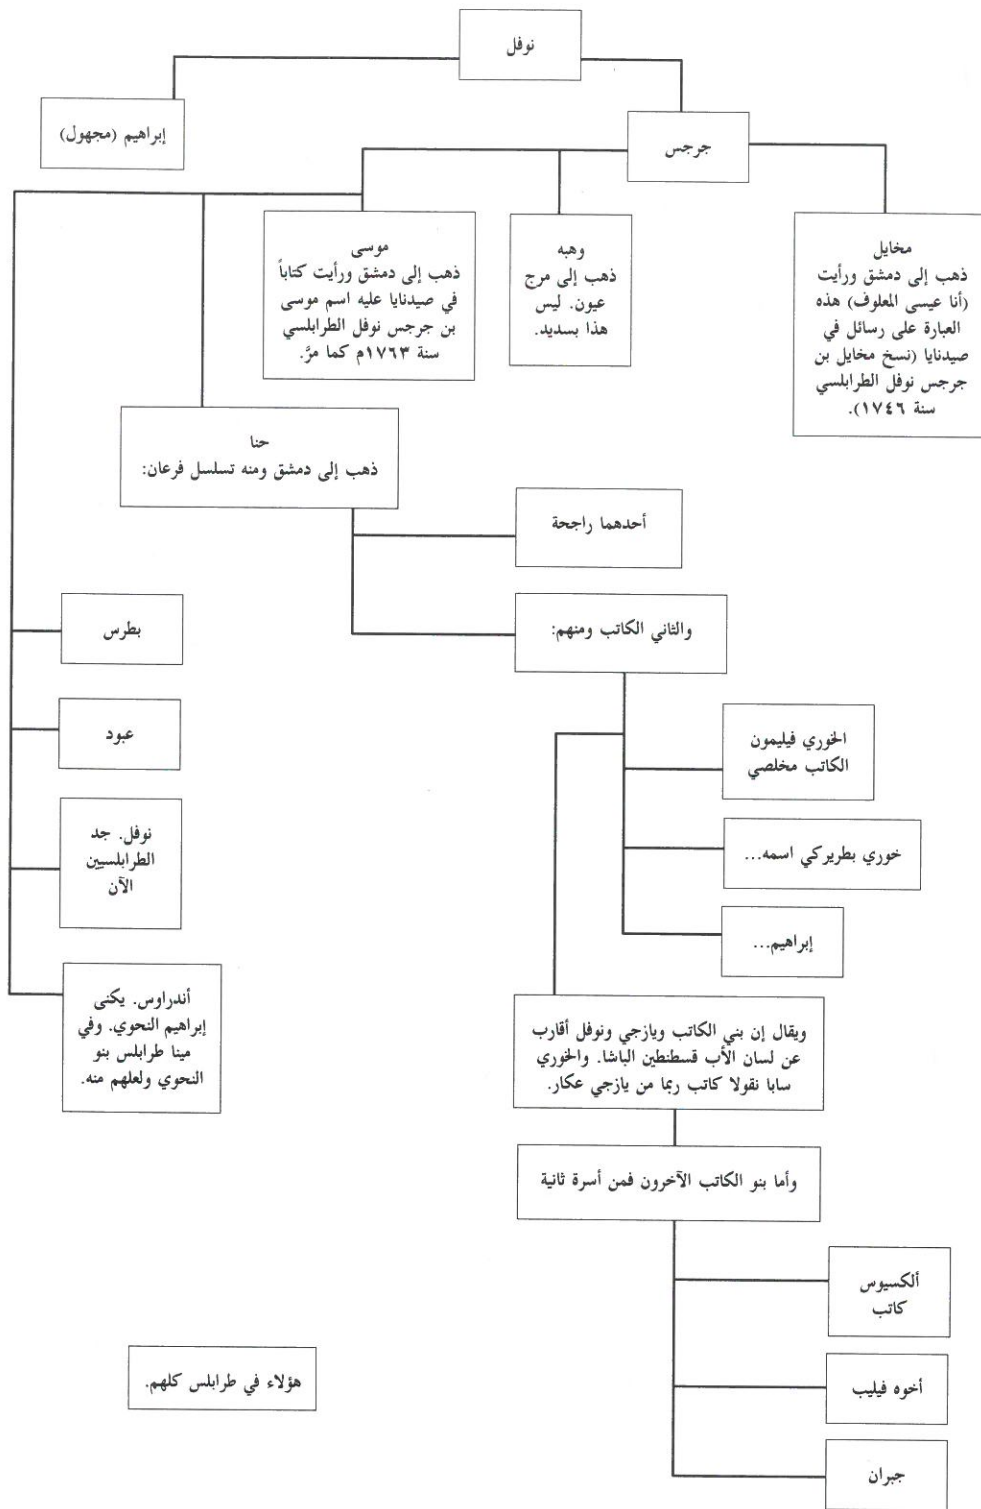 نوفل
إبراهيم (مجهول)
جرجس
مخايل
ذهب إلى دمشق ورأيت
(أنا عيسى المعلوف) هذه
العبارة على رسائل في
صيدنايا (نسخ مخايل بن
جرجس نوفل الطرابلسي
سنة ١٧٤٦).
وهبه
ذهب إلى مرج
عيون. ليس
هذا بسديد.
موسى
ذهب إلى دمشق ورأيت كتاباً
في صيدنايا عليه اسم موسى
بن جرجس نوفل الطرابلسي
سنة ١٧٦٣م كما مرَّ.
حنا
ذهب إلى دمشق ومنه تسلسل فرعان:
أحدهما راجحة
والثاني الكاتب ومنهم:
بطرس
عبود
نوفل. جد
الطرابلسيين
الآن
أندراوس. يكنى
إبراهيم النحوي. وفي
مينا طرابلس بنو
النحوي ولعلهم منه.
الخوري فيليمون
الكاتب مخلصي
خوري بطريركي اسمه...
إبراهيم...
ويقال إن بني الكاتب ويازجي ونوفل أقارب
عن لسان الأب قسطنطين الباشا. والخوري
سابا نقولا كاتب ربما من يازجي عكار.
وأما بنو الكاتب الآخرون فمن أسرة ثانية
ألكسيوس
كاتب
أخوه فيليب
جبران
هؤلاء في طرابلس كلهم.